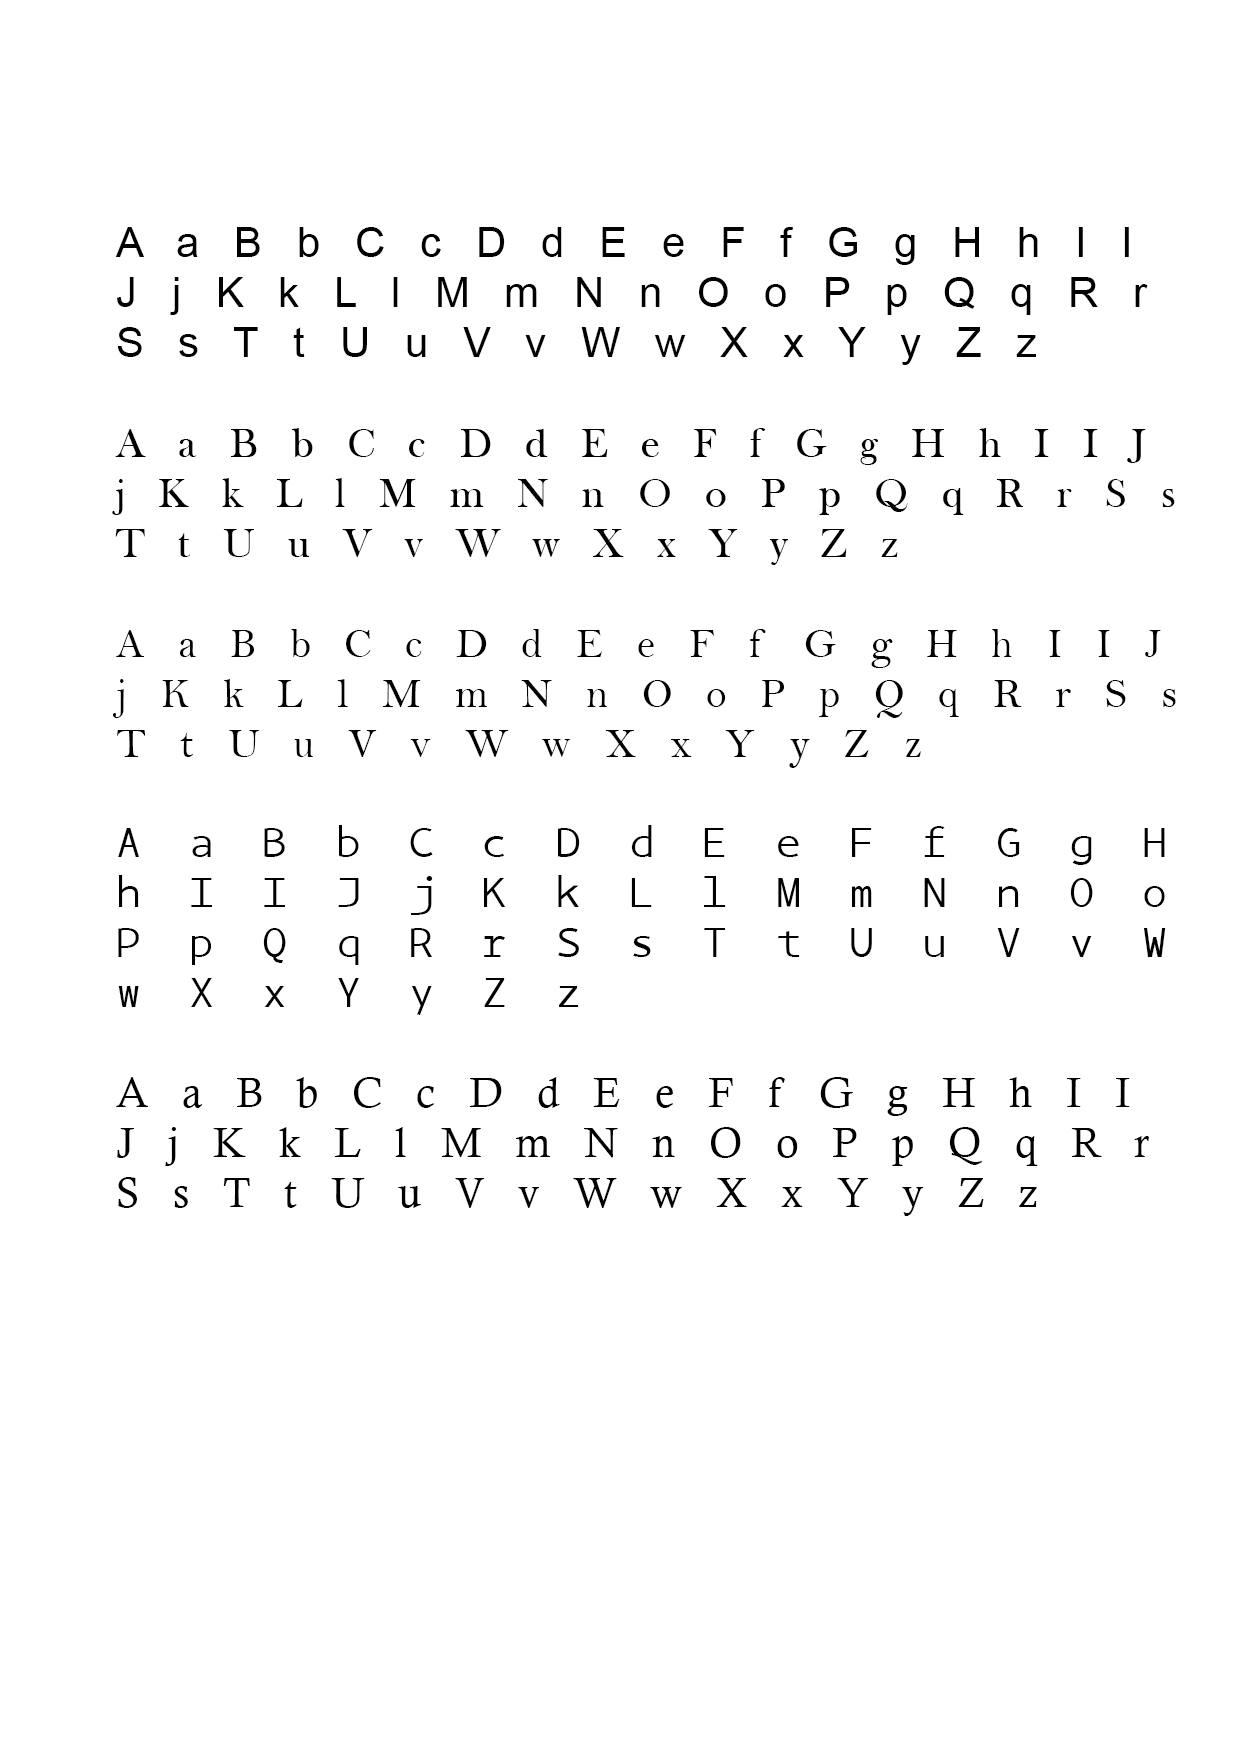 A a B b C c D d E e F f G g H h I I
J j K k L l M m N n O o P p Q q R r
S s T t U u V v W w X x Y y Z z
A a B b C c D d E e F f G g H h I I J
j K k L l M m N n O o P p Q q R r S s
T t U u V v W w X x Y y Z z
A a B b C c D d E e F f G g H h I I J
j K k L l M m N n O o P p Q q R r S s
T t U u V v W w X x Y y Z z
A a B b C c D d E e F f G g H
h I I J j K k L l M m N n O o
P p Q q R r S s T t U u V v W
w X x Y y Z z
A a B b C c D d E e F f G g H h I I
J j K k L l M m N n O o P p Q q R r
S s T t U u V v W w X x Y y Z z